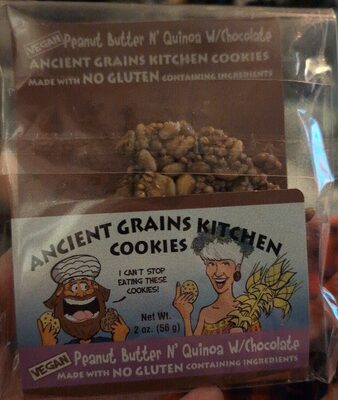 VEGAN Peanut Butter N' Quinoa W/Chocolate
ANCIENT GRAINS KITCHEN COOKIES
MADE WITH NO GLUTEN CONTAINING INGREDIENTS
ANCIENT GRAINS KITCHEN
COOKIES
I CAN'T STOP
EATING THESE
COOKIES!
Net Wt.
2 oz. (56 g)
VEGAN Peanut Butter N' Quinoa W/Chocolate
MADE WITH NO GLUTEN CONTAINING INGREDIENTS